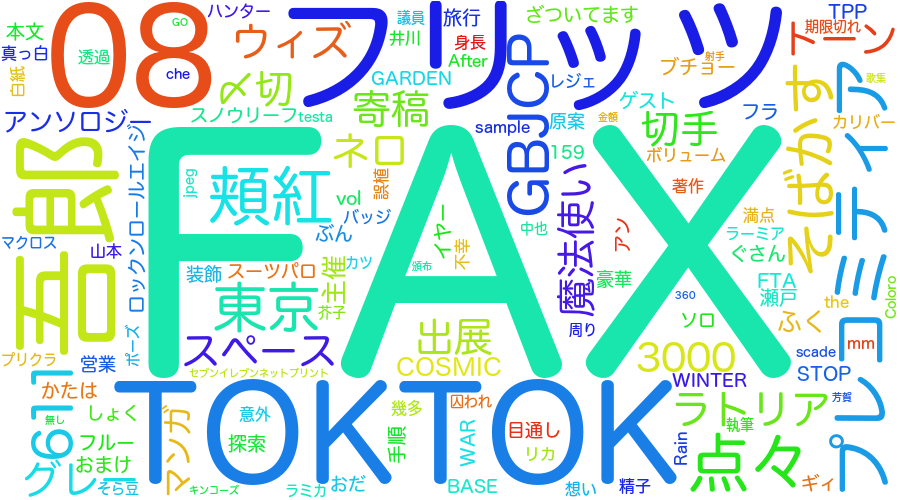 ハンター
議員
旅行
ざついてます
TPP
期限切れ
アーン
本文
08
GO
ウィズ
井川
身長
フリッツ
射手
ブチョー
真っ白
透過
che
After
歌集
白紙
〆切
GARDEN
レジェ
ゲスト
ティア
スノウリーフ
testa
寄稿
GBJCP
金額
フラ
そばかす
カリバー
アンソロジー
sample
原案
切手
吾郎
ロックンロールエイジ
FAX
ネロ
159
ボリューム
jpeg
頬紅
誤植
vol
魔法使い
著作
バッジ
満点
マクロス
山本
ぶん
イヤー
中也
アン
ラーミア
ぐさん
装飾
スーツパロ
主催
カツ
頒布
不幸
豪華
FTA
瀬戸
プレコミ
Coloro
東京
芥子
360
the
周り
ソロ
ふく
ポーズ
スペース
出展
3000
mm
プリクラ
営業
セブンイレブンネットプリント
COSMIC
scade
STOP
WINTER
611
かたは
TOKTOK
芳賀
無し
しょく
マンガ
意外
幾多
囚われ
ラトリア
執筆
フルー
探索
手順
WAR
目通し
グレー
おまけ
リカ
Rain
点々
そら豆
キンコーズ
ラミカ
おだ
BASE
想い
精子
ギィ